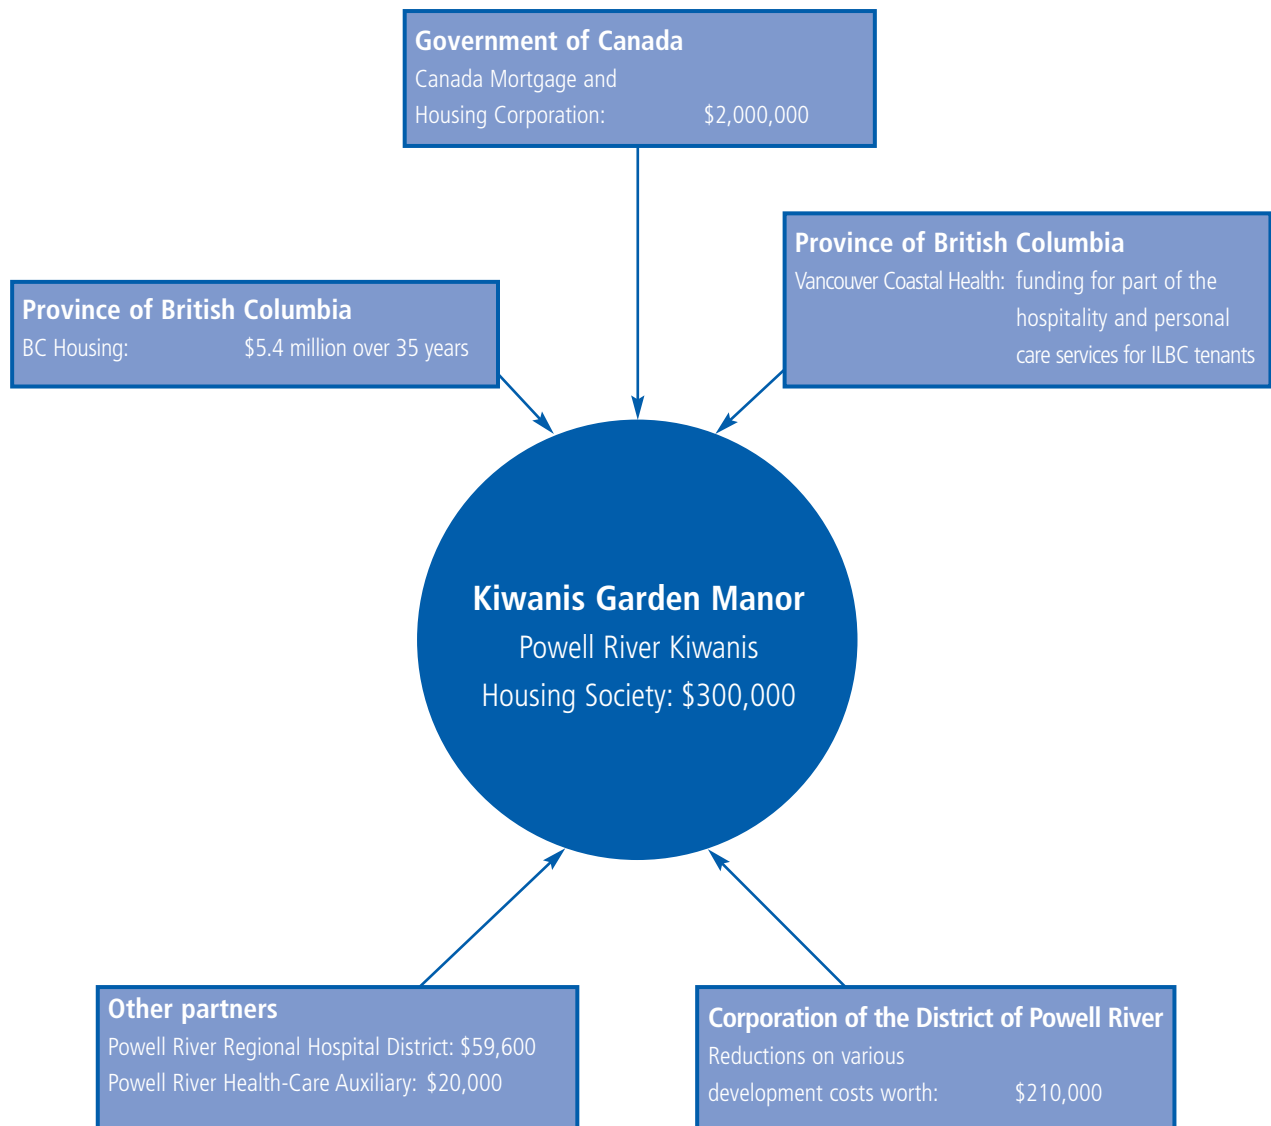 Government of Canada
Canada Mortgage and
Housing Corporation: $2,000,000
Province of British Columbia
Vancouver Coastal Health: funding for part of the
hospitality and personal
care services for ILBC tenants
Province of British Columbia
BC Housing: $5.4 million over 35 years
Kiwanis Garden Manor
Powell River Kiwanis
Housing Society: $300,000
Other partners
Powell River Regional Hospital District: $59,600
Powell River Health-Care Auxiliary: $20,000
Corporation of the District of Powell River
Reductions on various
development costs worth: $210,000